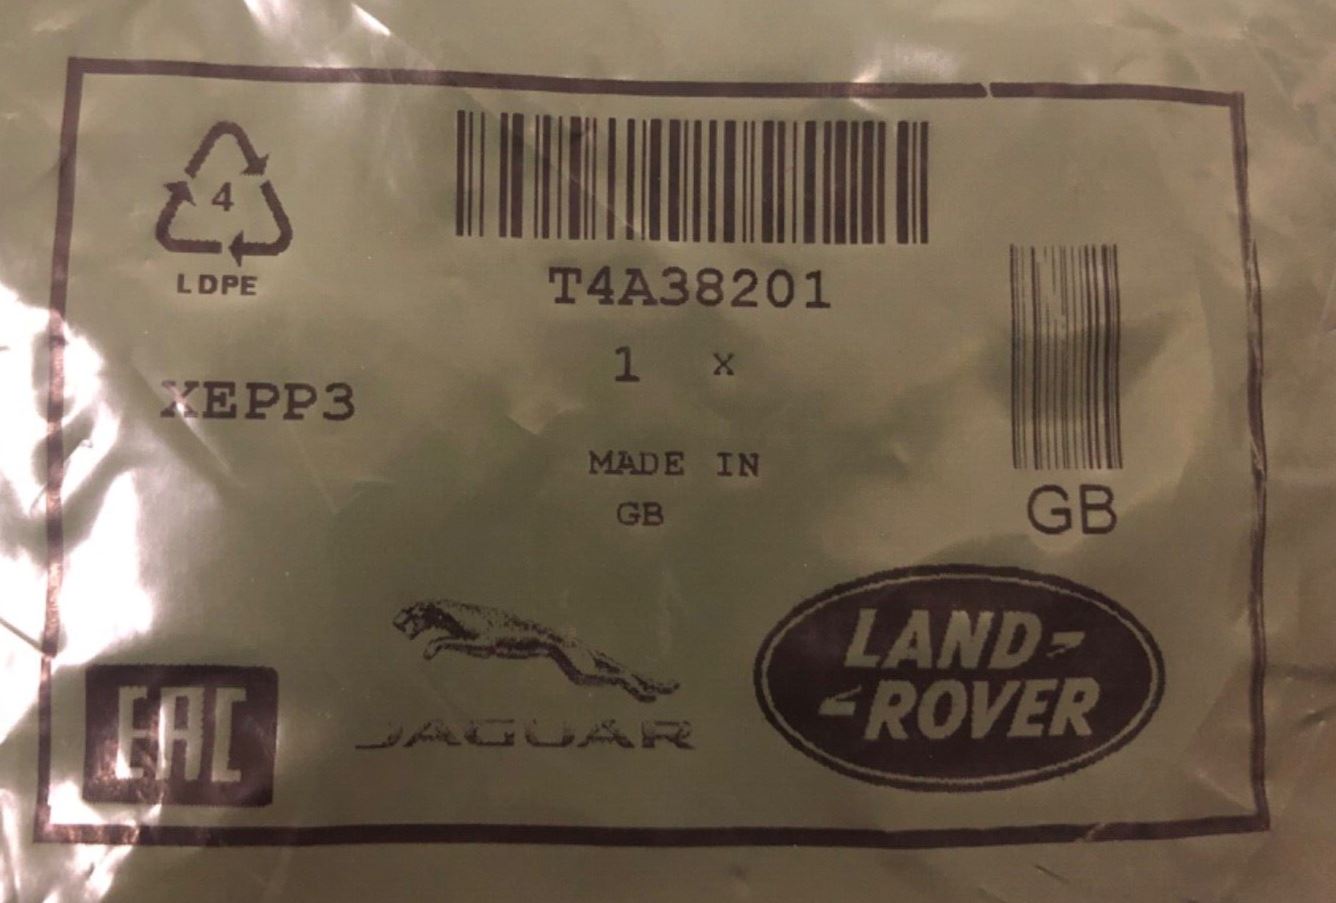 4
LDPE
T4A38201
1 x
XEPP3
MADE IN
GB
GB
EAC
JAGUAR
LAND-
-ROVER